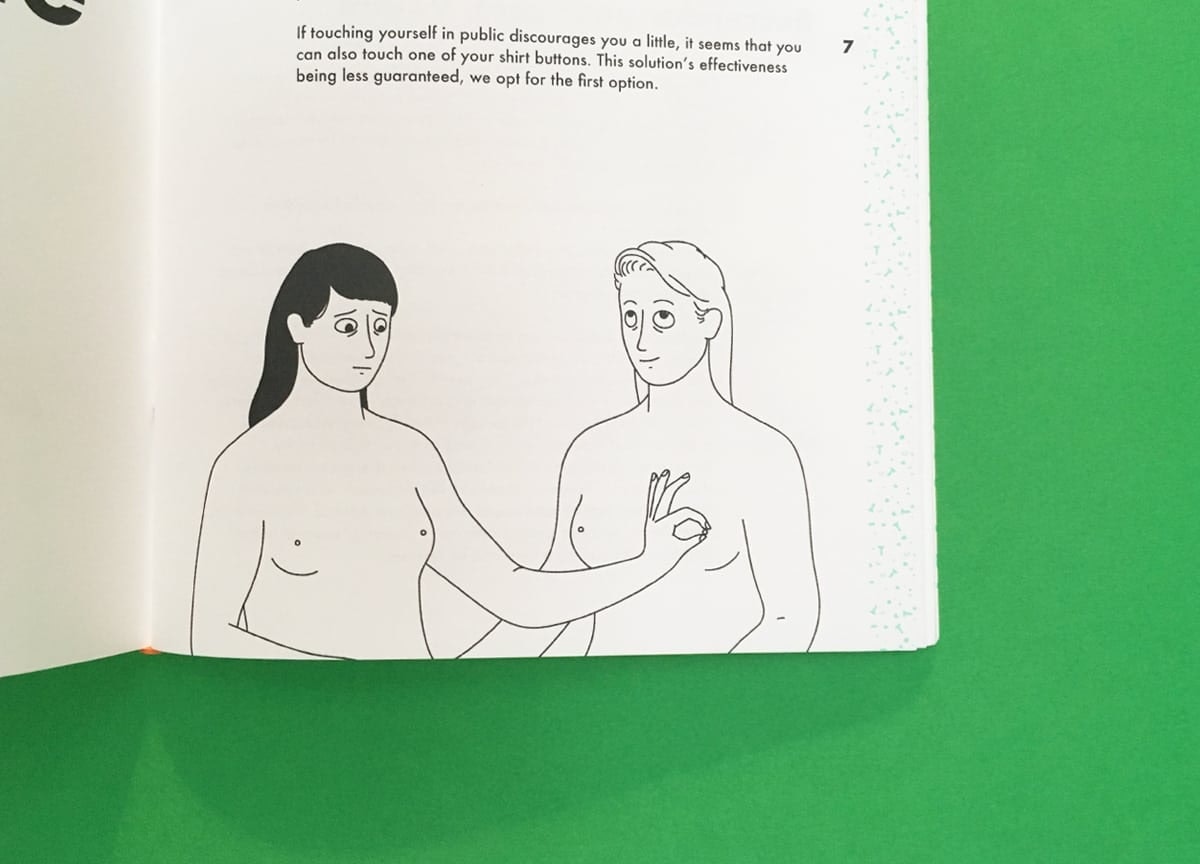 If touching yourself in public discourages you a little, it seems that you
can also touch one of your shirt buttons. This solution's effectiveness
being less guaranteed, we opt for the first option.
7